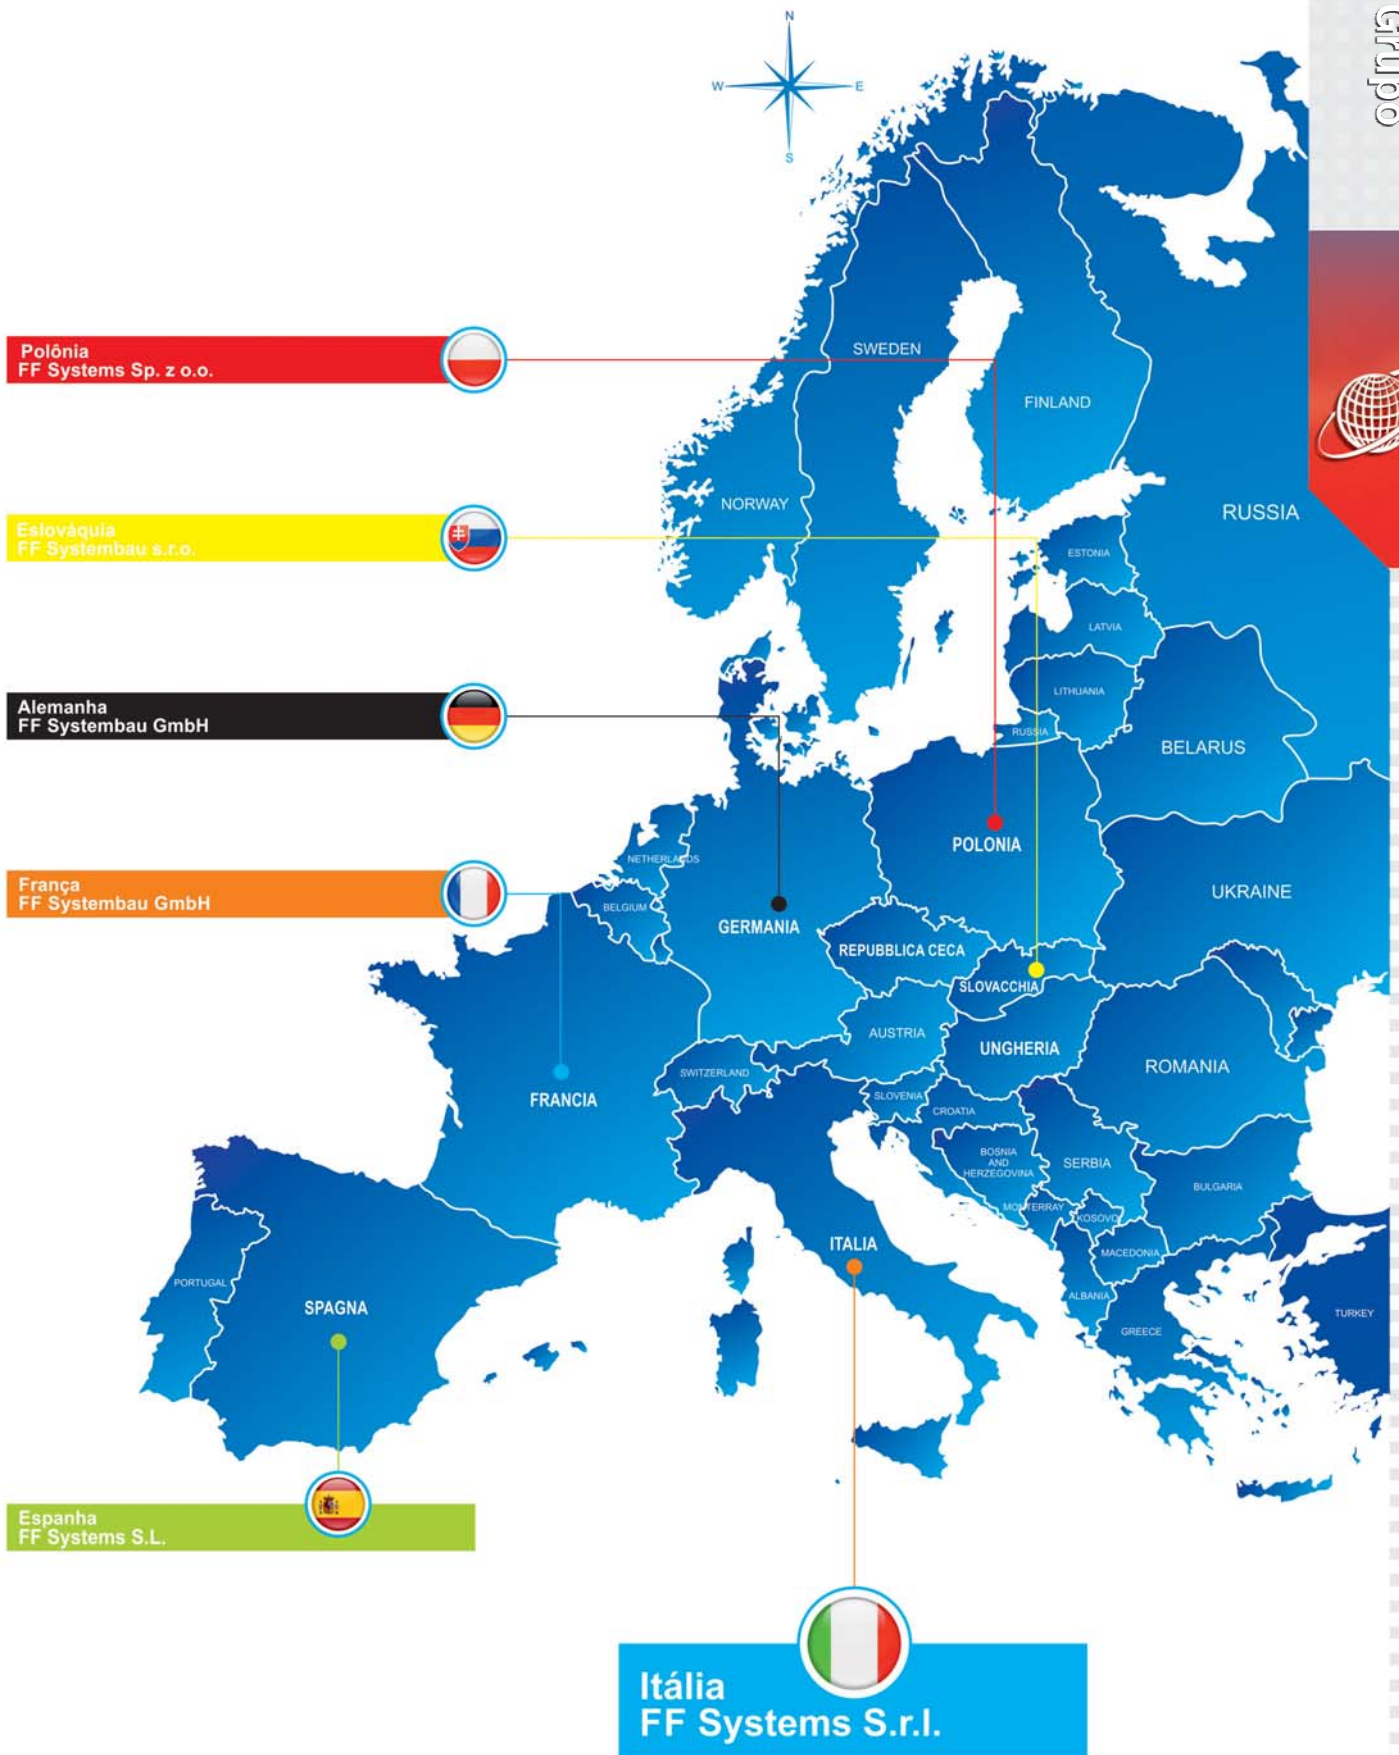 Grupo
N
W
E
S
Polônia
FF Systems Sp. z o.o.
Eslováquia
FF Systembau s.r.o.
Alemanha
FF Systembau GmbH
França
FF Systembau GmbH
SWEDEN
FINLAND
NORWAY
RUSSIA
ESTONIA
LATVIA
LITHUANIA
RUSSIA
BELARUS
POLONIA
NETHERLANDS
BELGIUM
GERMANIA
UKRAINE
REPUBBLICA CECA
SLOVACCHIA
AUSTRIA
UNGHERIA
ROMANIA
SWITZERLAND
FRANCIA
SLOVENIA
CROATIA
BOSNIA
AND
HERZEGOVINA
SERBIA
BULGARIA
MONTERRAY
KOSOVO
ITALIA
MACEDONIA
PORTUGAL
SPAGNA
ALBANIA
GREECE
TURKEY
Espanha
FF Systems S.L.
Itália
FF Systems S.r.l.